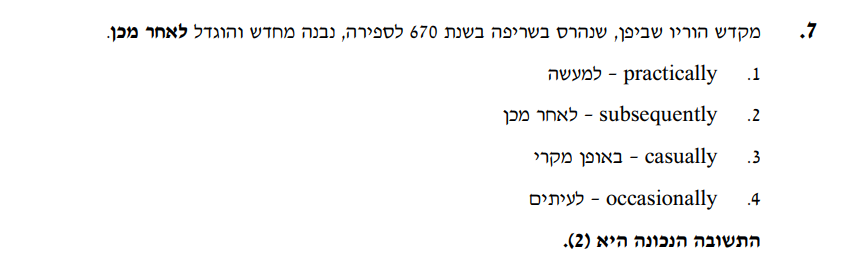 7. מקדש הוריו שביפן, שנהרס בשריפה בשנת 670 לספירה, נבנה מחדש והוגדל לאחר מכן.
1. practically – למעשה
2. subsequently – לאחר מכן
3. casually – באופן מקרי
4. occasionally – לעיתים
התשובה הנכונה היא (2).